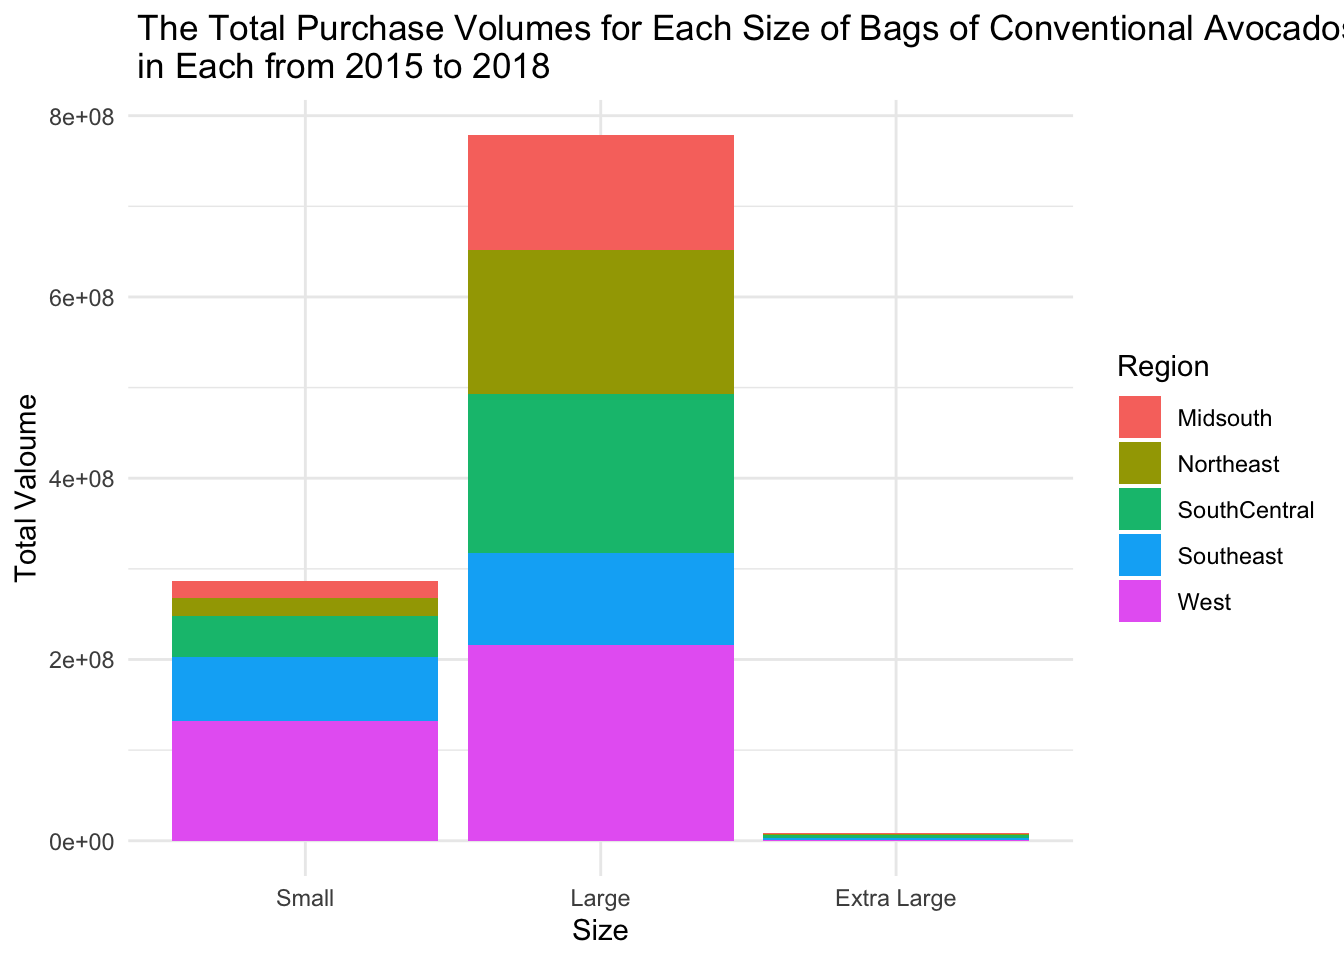 The Total Purchase Volumes for Each Size of Bags of Conventional Avocados
in Each from 2015 to 2018
8e+08
6e+08
4e+08
2e+08
0e+00
Total Valoume
Small
Large
Extra Large
Size
Region
Midsouth
Northeast
SouthCentral
Southeast
West